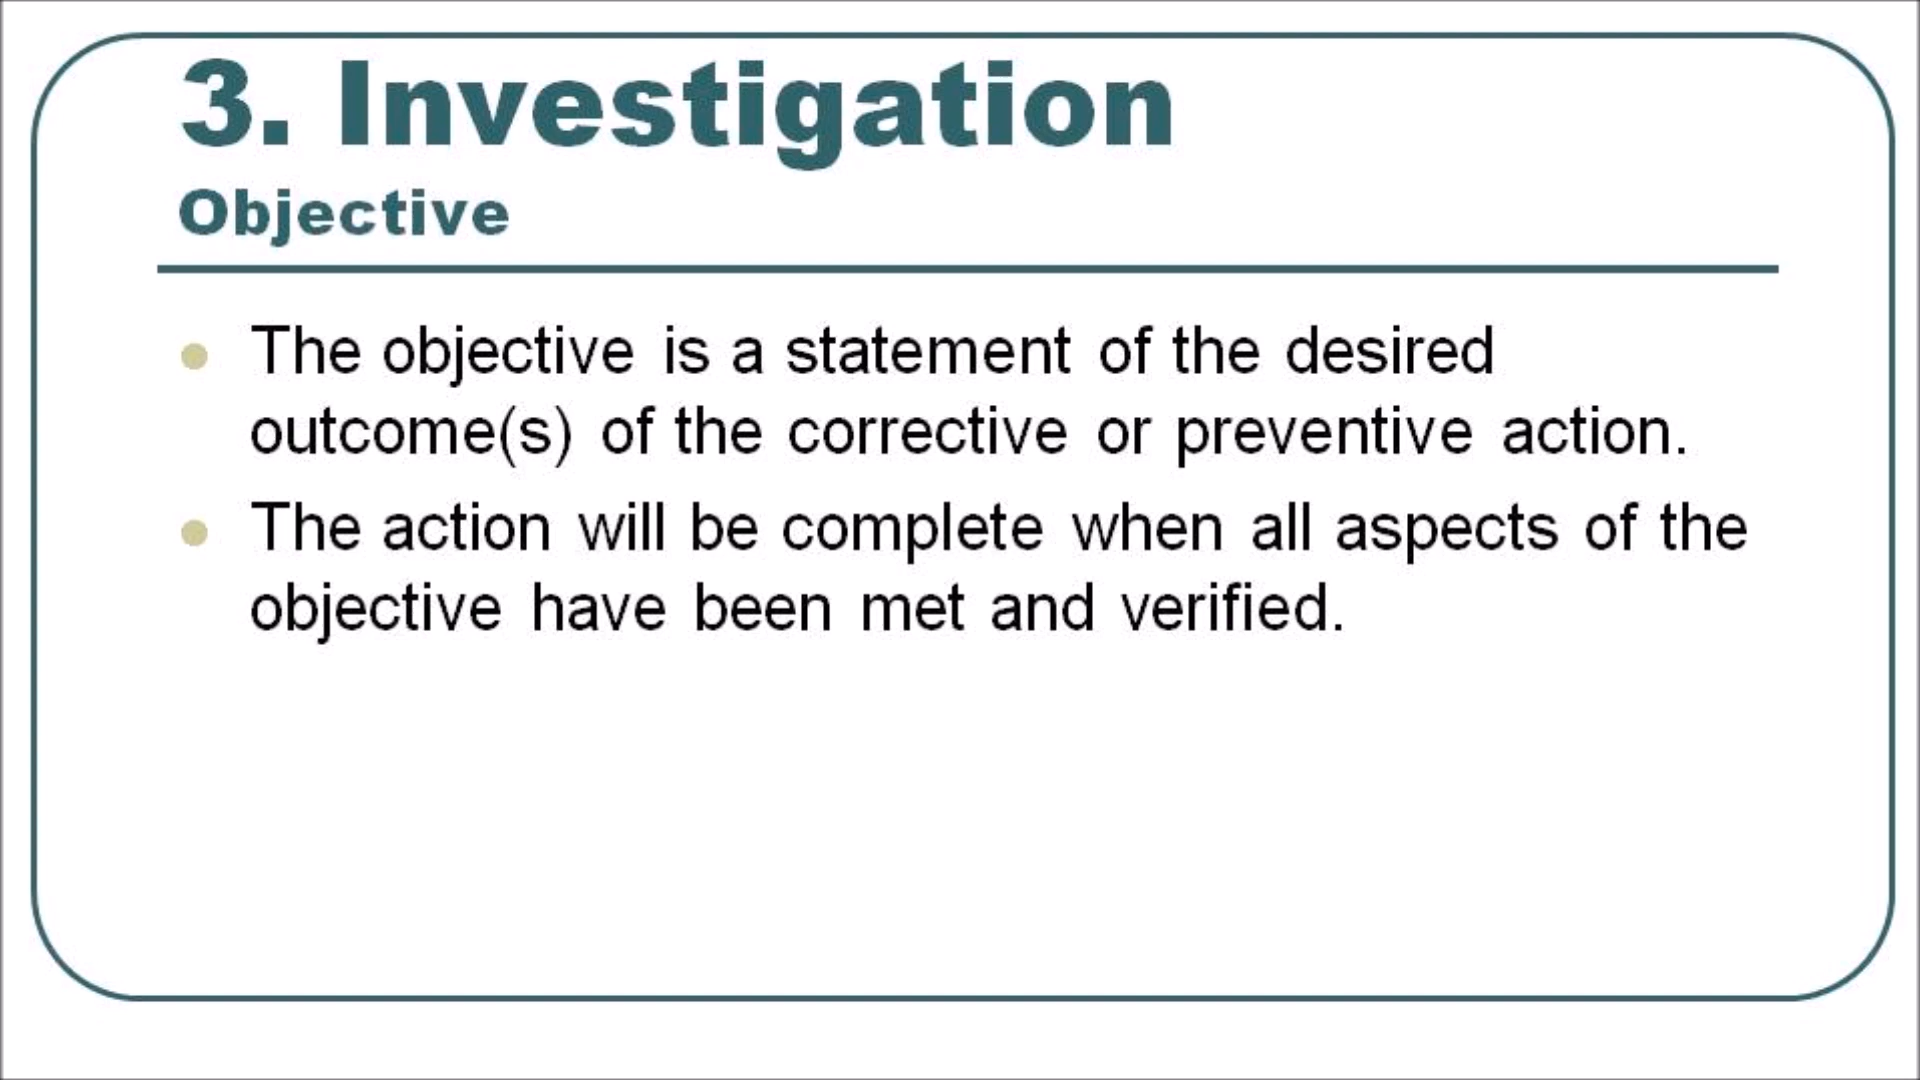 3. Investigation
Objective
The objective is a statement of the desired
outcome(s) of the corrective or preventive action.
The action will be complete when all aspects of the
objective have been met and verified.